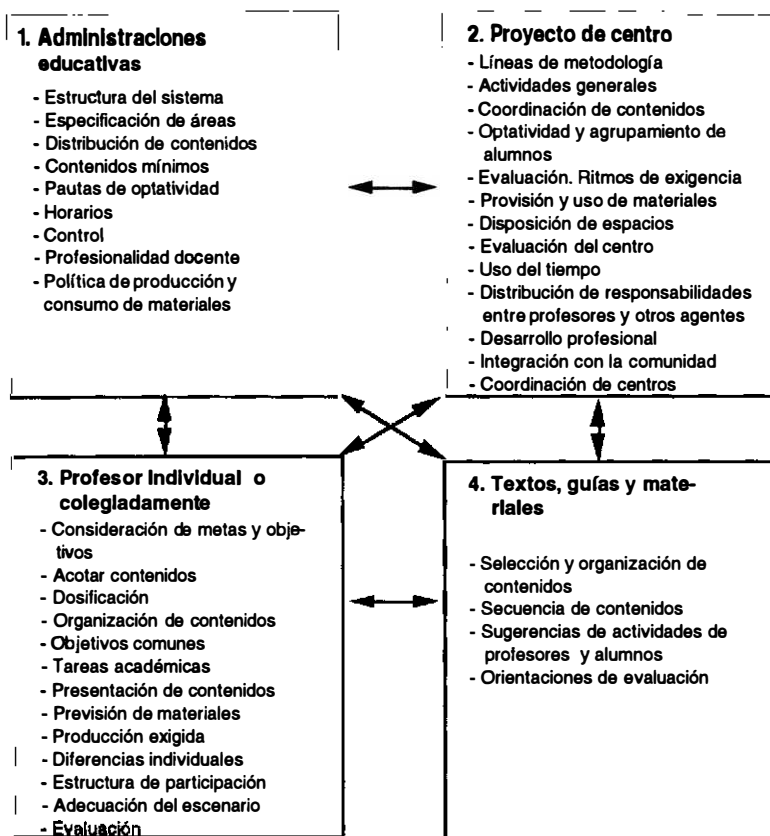 1. Administraciones
educativas
- Estructura del sistema
- Especificación de áreas
- Distribución de contenidos
- Contenidos mínimos
- Pautas de optatividad
- Horarios
- Control
- Profesionalidad docente
- Política de producción y
consumo de materiales
2. Proyecto de centro
- Líneas de metodología
- Actividades generales
- Coordinación de contenidos
- Optatividad y agrupamiento de
alumnos
- Evaluación. Ritmos de exigencia
- Provisión y uso de materiales
- Disposición de espacios
- Evaluación del centro
- Uso del tiempo
- Distribución de responsabilidades
entre profesores y otros agentes
- Desarrollo profesional
- Integración con la comunidad
- Coordinación de centros
3. Profesor Individual o
colegiadamente
- Consideración de metas y obje-
tivos
- Acotar contenidos
- Dosificación
- Organización de contenidos
- Objetivos comunes
- Tareas académicas
- Presentación de contenidos
- Previsión de materiales
- Producción exigida
- Diferencias individuales
- Estructura de participación
- Adecuación del escenario
- Evaluación
4. Textos, guías y mate-
riales
- Selección y organización de
contenidos
- Secuencia de contenidos
- Sugerencias de actividades de
profesores y alumnos
- Orientaciones de evaluación